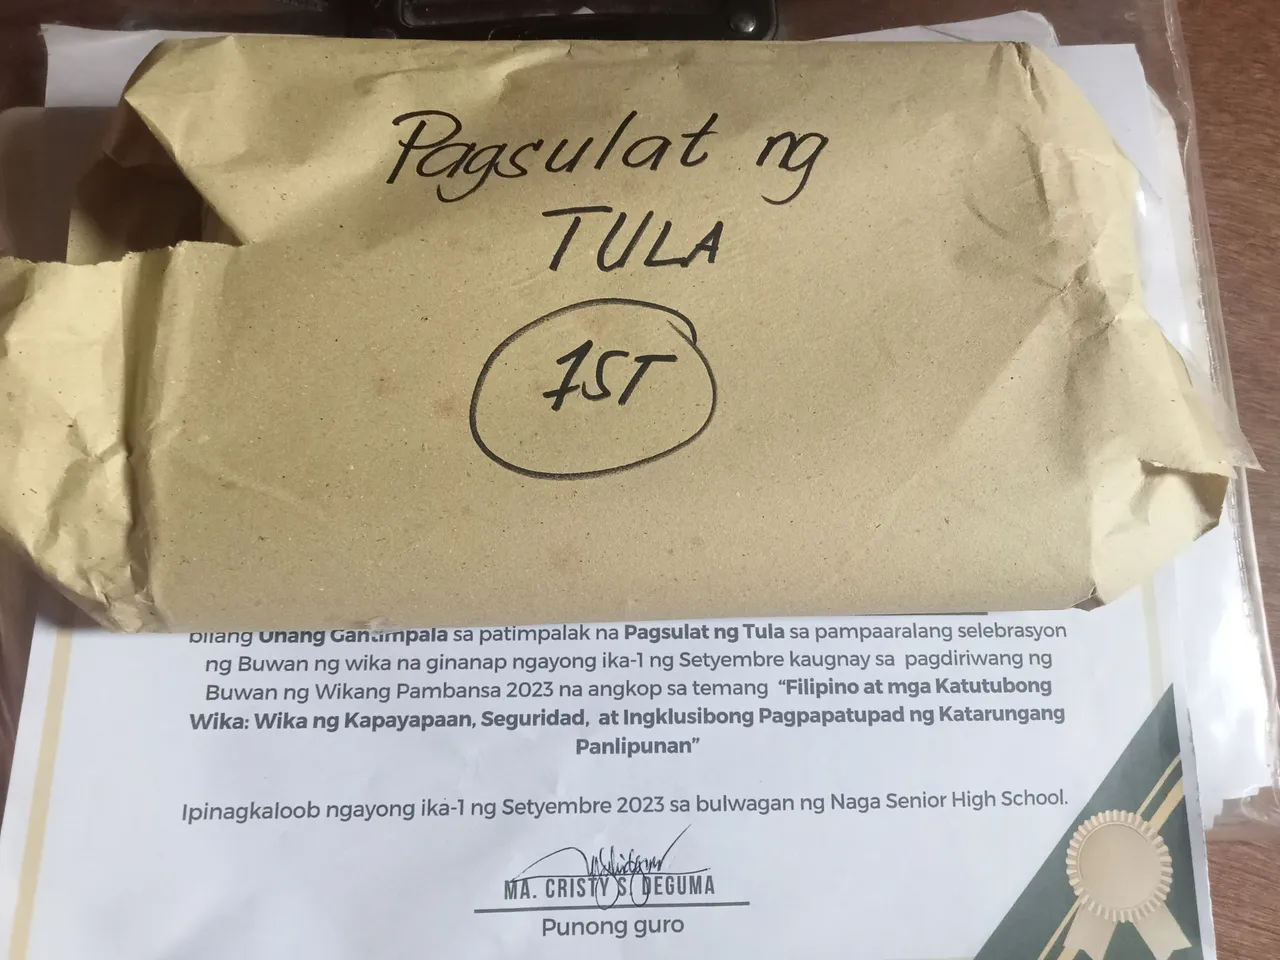 Pagsulat ng
TULA
1ST
bilang Unang Gantimpala sa patimpalak na Pagsulat ng Tula sa pampaaralang selebrasyon
ng Buwan ng wika na ginanap ngayong ika-1 ng Setyembre kaugnay sa pagdiriwang ng
Buwan ng Wikang Pambansa 2023 na angkop sa temang “Filipino at mga Katutubong
Wika: Wika ng Kapayapaan, Seguridad, at Ingklusibong Pagpapatupad ng Katarungang
Panlipunan”
Ipinagkaloob ngayong ika-1 ng Setyembre 2023 sa bulwagan ng Naga Senior High School.
MA. CRISTY S. DEGUMA
Punong guro